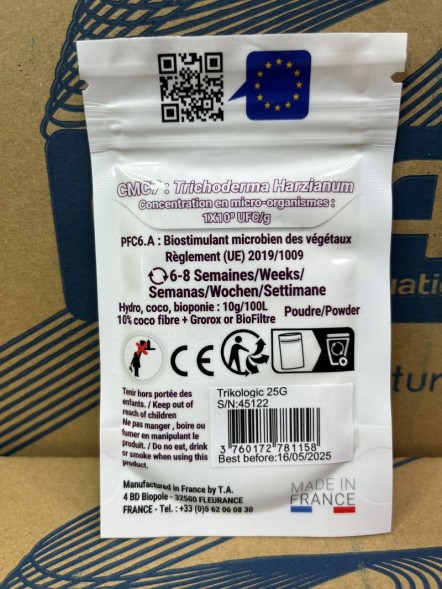 CMC7 : Trichoderma Harzianum
Concentration en micro-organismes :
1X10⁹ UFC/g
PFC6.A : Biostimulant microbien des végétaux
Règlement (UE) 2019/1009
6-8 Semaines/Weeks/
Semanas/Wochen/Settimane
Hydro, coco, bioponie : 10g/100L
10% coco fibre + Grorox or BioFiltre
Poudre/Powder
CE
Tenir hors portée des
enfants. / Keep out of
reach of children
Ne pas manger , boire ou
fumer en manipulant le
produit. / Do no eat, drink
or smoke when using this
product.
Trikologic 25G
S/N:45122
3 760172 781158
Best before:16/05/2025
Manufactured in France by T.A.
4 BD Biopole - 32500 FLEURANCE
FRANCE - Tel. : +33 (0)5 62 06 08 30
MADE IN
FRANCE